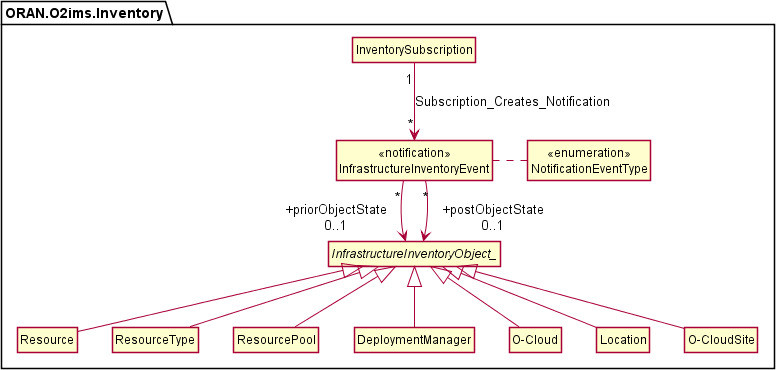 ORAN.O2ims.Inventory
InventorySubscription
1
Subscription_Creates_Notification
*
«notification»
InfrastructureInventoryEvent
«enumeration»
NotificationEventType
* *
+priorObjectState +postObjectState
0..1 0..1
InfrastructureInventoryObject_
Resource ResourceType ResourcePool DeploymentManager O-Cloud Location O-CloudSite